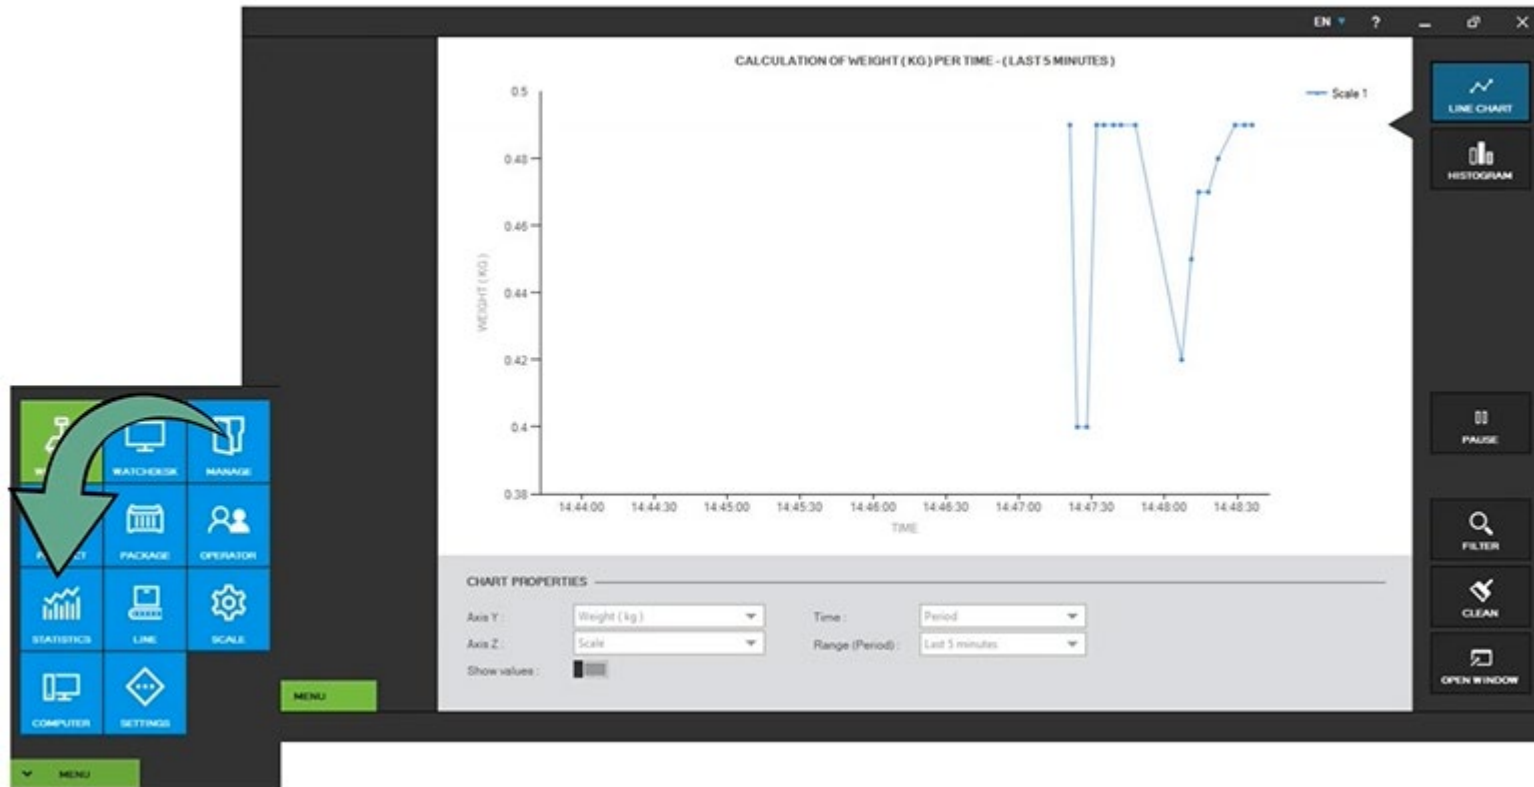 EN ?
CALCULATION OF WEIGHT ( KG ) PER TIME - ( LAST 5 MINUTES )
Scale 1
LINE CHART
HISTOGRAM
0.5
0.48
0.46
0.44
0.42
0.4
0.38
WEIGHT ( KG )
14:44:00 14:44:30 14:45:00 14:45:30 14:46:00 14:46:30 14:47:00 14:47:30 14:48:00 14:48:30
TIME
PAUSE
FILTER
CLEAN
OPEN WINDOW
CHART PROPERTIES
Axis Y : Weight ( kg ) Time : Period
Axis Z : Scale Range (Period) : Last 5 minutes
Show values :
MENU
WATCHDESK MANAGE
PACKAGE OPERATOR
STATISTICS LINE SCALE
COMPUTER SETTINGS
MENU